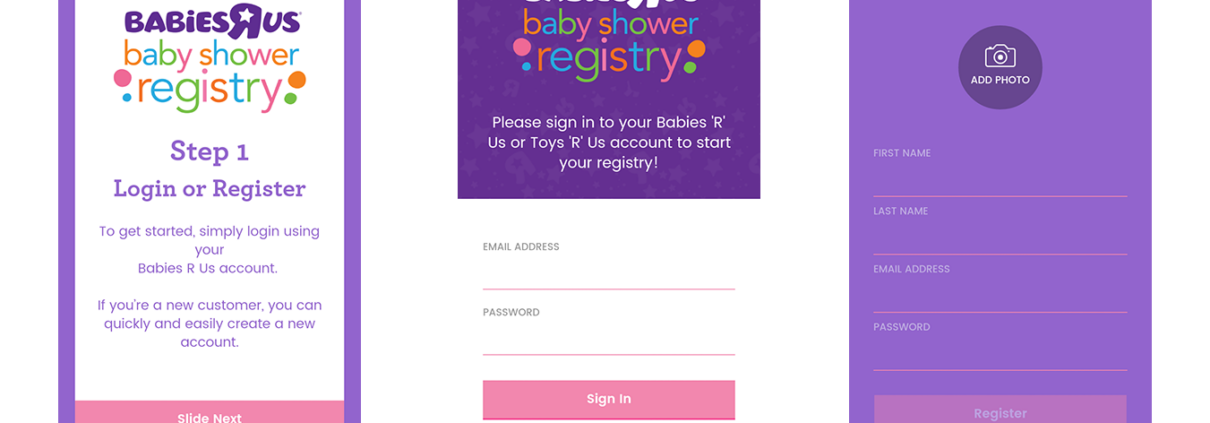 BABIES R US
baby shower
registry
Step 1
Login or Register
To get started, simply login using
your
Babies R Us account.
If you're a new customer, you can
quickly and easily create a new
account.
Slide Next
BABIES R US
baby shower
registry
Please sign in to your Babies 'R'
Us or Toys 'R' Us account to start
your registry!
EMAIL ADDRESS
PASSWORD
Sign In
ADD PHOTO
FIRST NAME
LAST NAME
EMAIL ADDRESS
PASSWORD
Register